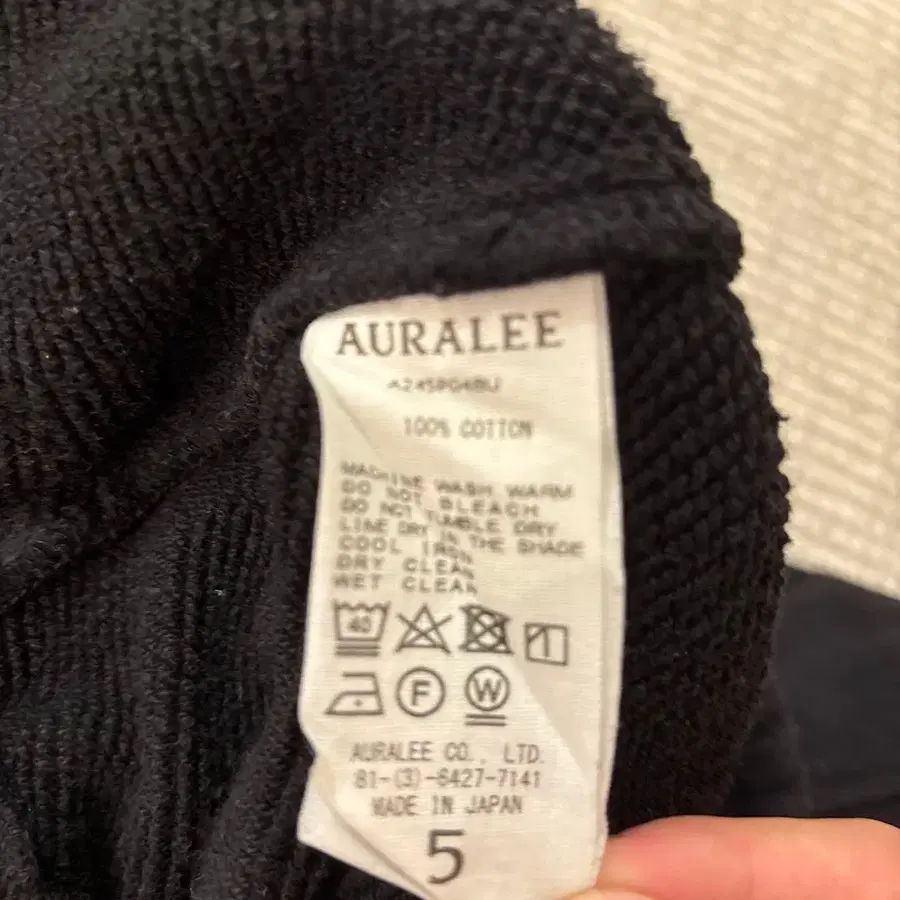 AURALEE
A24SP04BU
100% COTTON
MACHINE WASH WARM
DO NOT BLEACH
DO NOT TUMBLE DRY
LINE DRY IN THE SHADE
COOL IRON
DRY CLEAN
WET CLEAN
40
F W
AURALEE CO., LTD.
81-(3)-6427-7141
MADE IN JAPAN
5